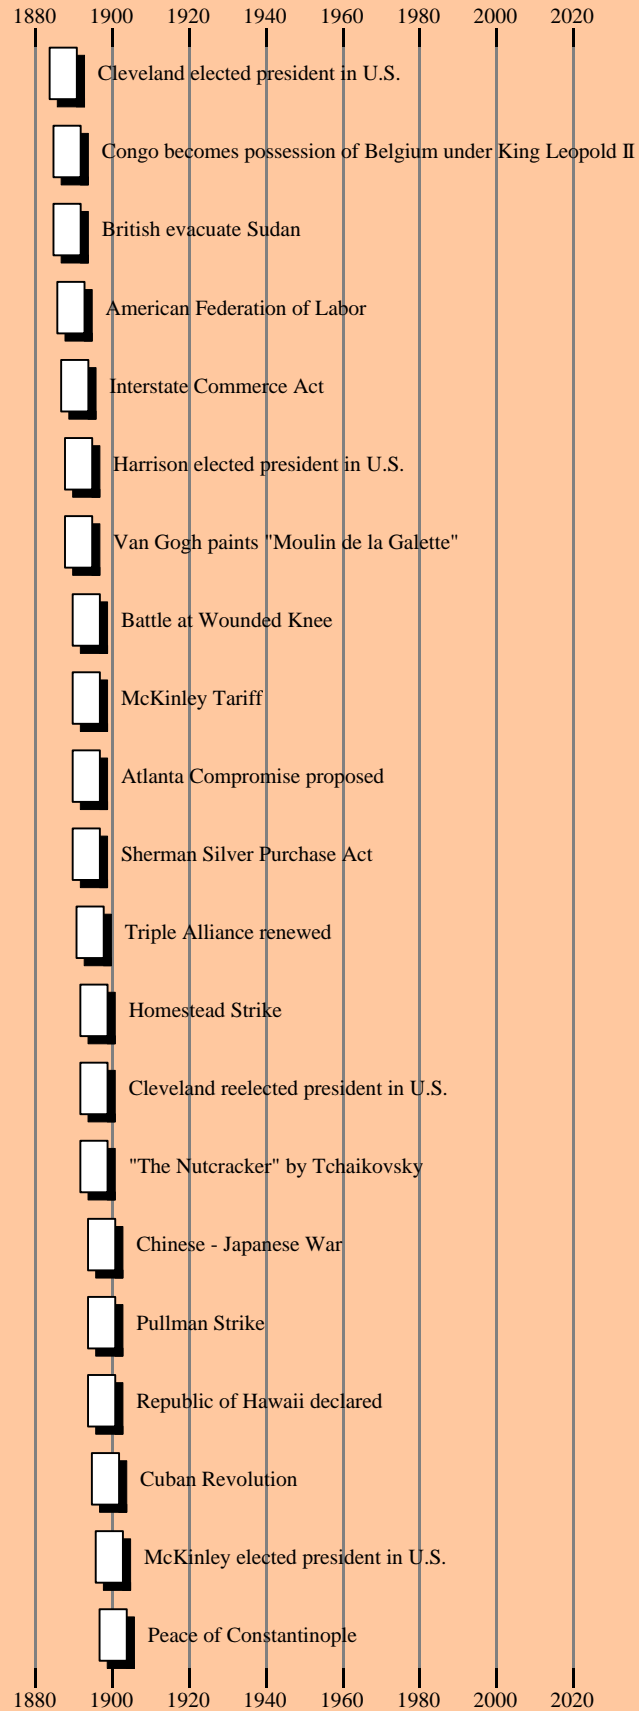 1880 1900 1920 1940 1960 1980 2000 2020
Cleveland elected president in U.S.
Congo becomes possession of Belgium under King Leopold II
British evacuate Sudan
American Federation of Labor
Interstate Commerce Act
Harrison elected president in U.S.
Van Gogh paints "Moulin de la Galette"
Battle at Wounded Knee
McKinley Tariff
Atlanta Compromise proposed
Sherman Silver Purchase Act
Triple Alliance renewed
Homestead Strike
Cleveland reelected president in U.S.
"The Nutcracker" by Tchaikovsky
Chinese - Japanese War
Pullman Strike
Republic of Hawaii declared
Cuban Revolution
McKinley elected president in U.S.
Peace of Constantinople
1880 1900 1920 1940 1960 1980 2000 2020